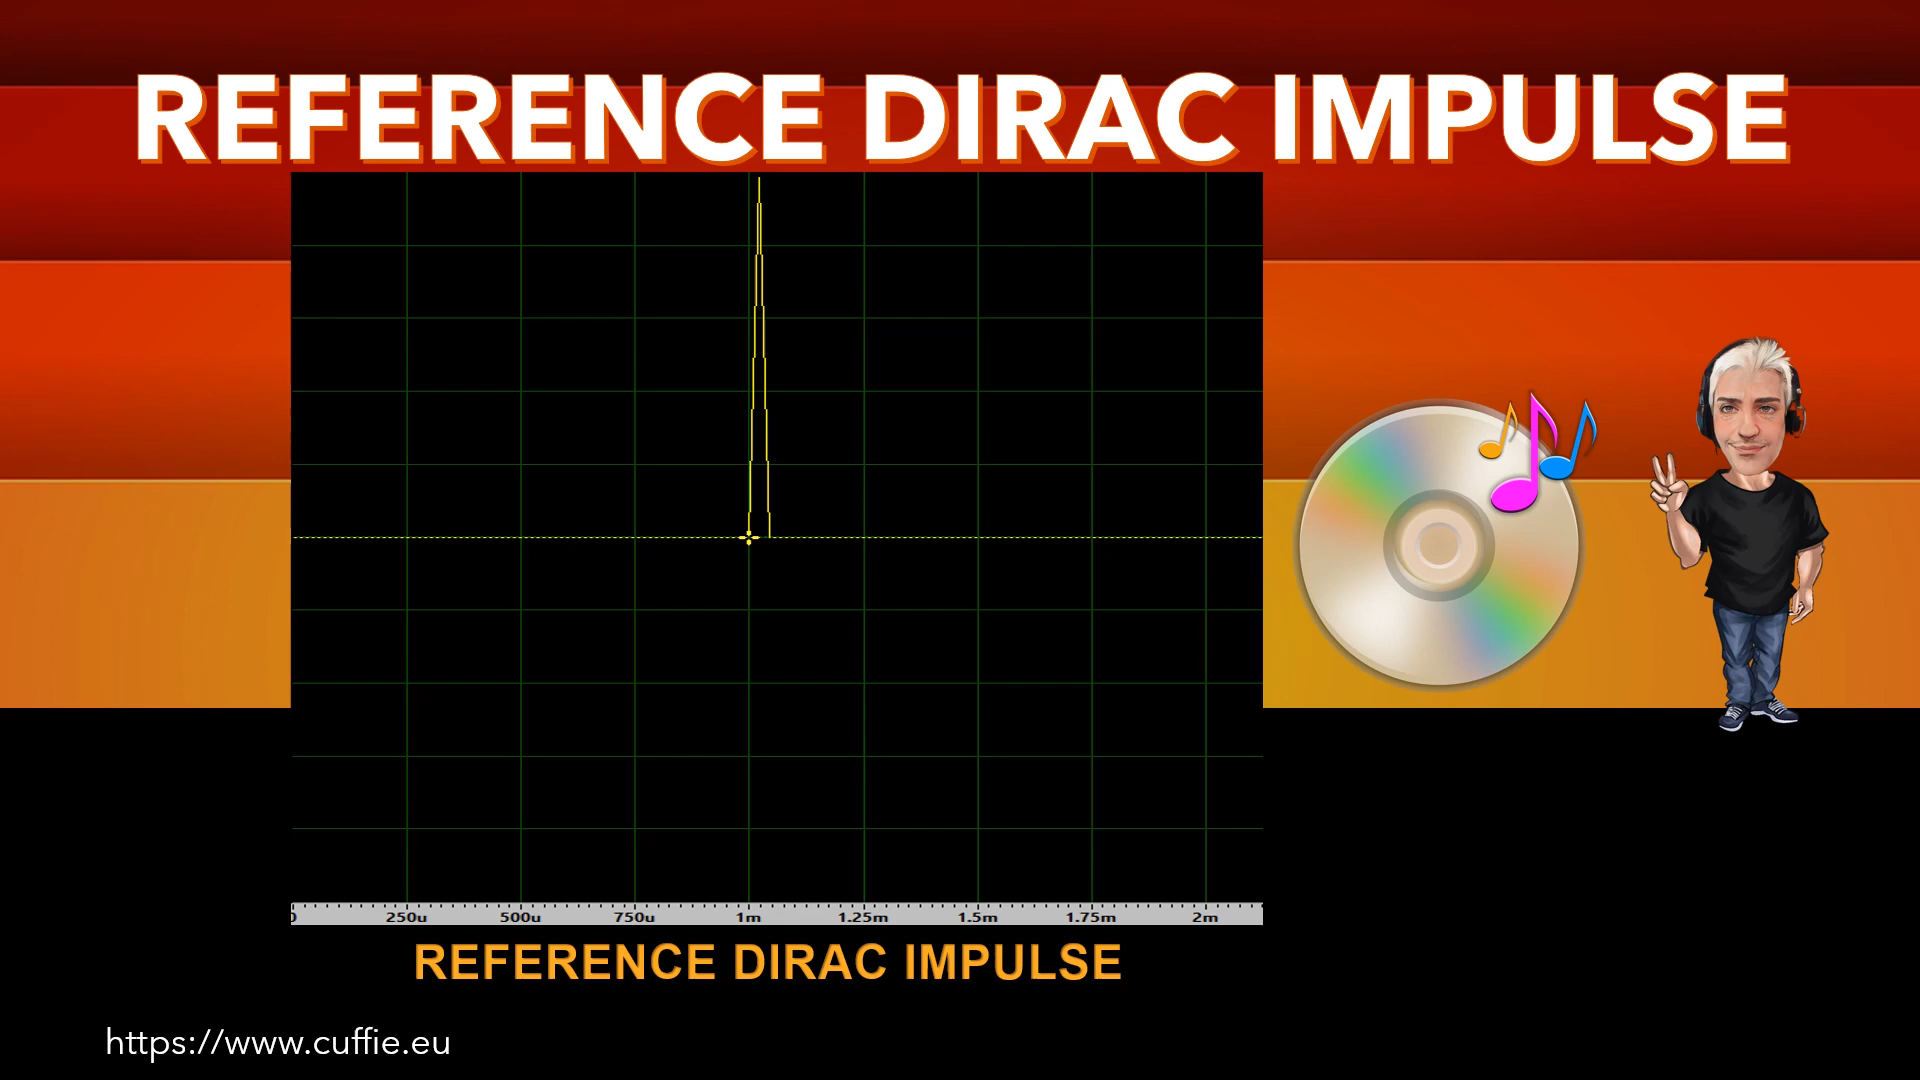 REFERENCE DIRAC IMPULSE
0 250u 500u 750u 1m 1.25m 1.5m 1.75m 2m
REFERENCE DIRAC IMPULSE
https://www.cuffie.eu